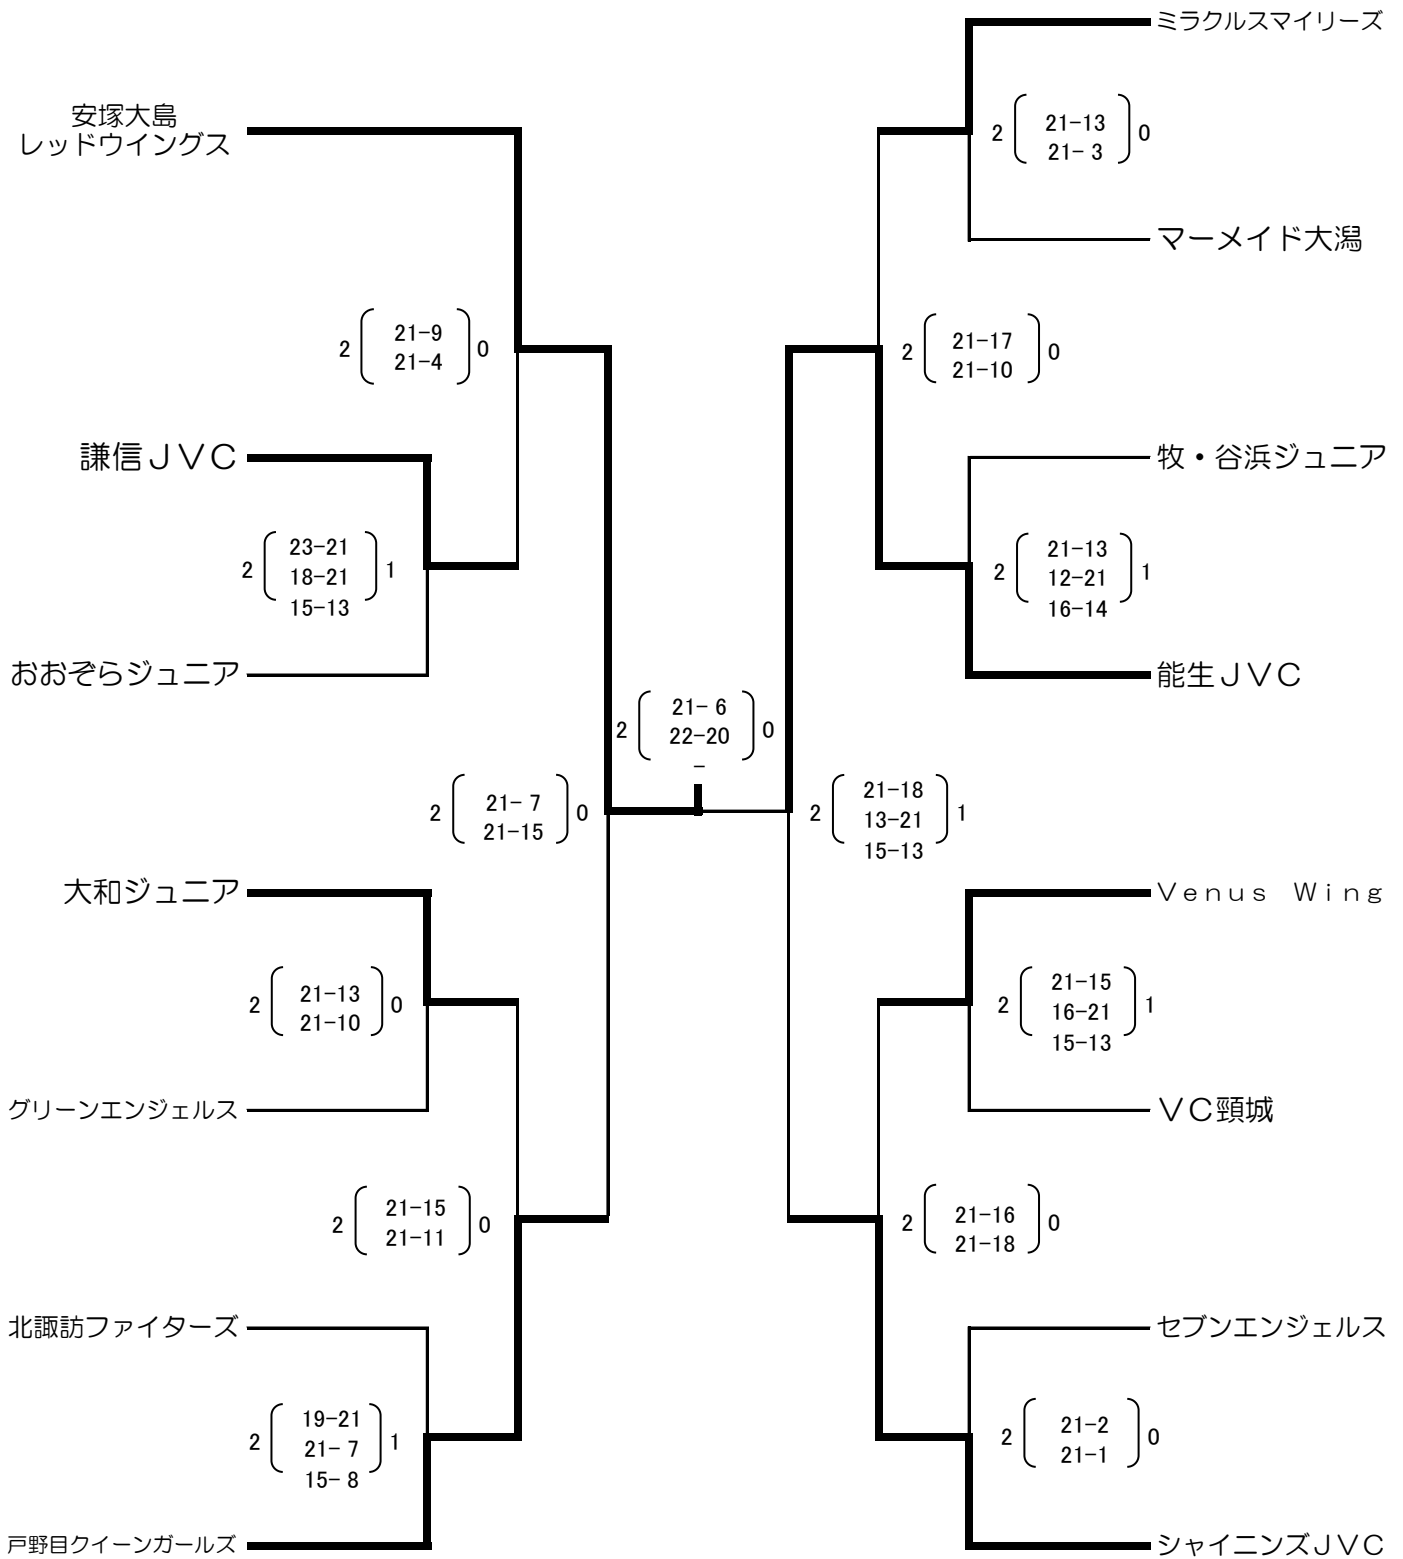 ミラクルスマイリーズ
安塚大島
レッドウイングス
2 21-13 0
21- 3
マーメイド大潟
2 21-9 0
21-4
2 21-17 0
21-10
謙信JVC
牧・谷浜ジュニア
2 23-21 1
18-21
15-13
2 21-13 1
12-21
16-14
おおぞらジュニア
能生JVC
2 21- 6 0
22-20
-
2 21- 7 0
21-15
2 21-18 1
13-21
15-13
大和ジュニア
Venus Wing
2 21-13 0
21-10
2 21-15 1
16-21
15-13
グリーンエンジェルス
VC頸城
2 21-15 0
21-11
2 21-16 0
21-18
北諏訪ファイターズ
セブンエンジェルス
2 19-21 1
21- 7
15- 8
2 21-2 0
21-1
戸野目クイーンガールズ
シャイニンズJVC